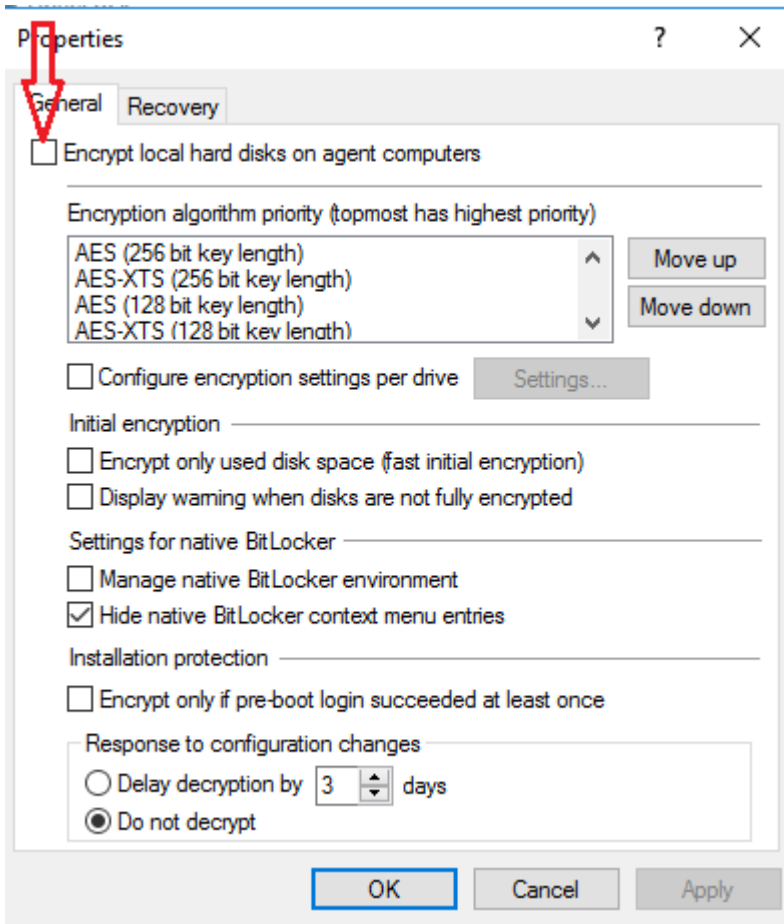 Properties
?
General
Recovery
Encrypt local hard disks on agent computers
Encryption algorithm priority (topmost has highest priority)
AES (256 bit key length)
AES-XTS (256 bit key length)
AES (128 bit key length)
AES-XTS (128 bit key length)
Move up
Move down
Configure encryption settings per drive
Settings...
Initial encryption
Encrypt only used disk space (fast initial encryption)
Display warning when disks are not fully encrypted
Settings for native BitLocker
Manage native BitLocker environment
Hide native BitLocker context menu entries
Installation protection
Encrypt only if pre-boot login succeeded at least once
Response to configuration changes
Delay decryption by 3 days
Do not decrypt
OK Cancel Apply